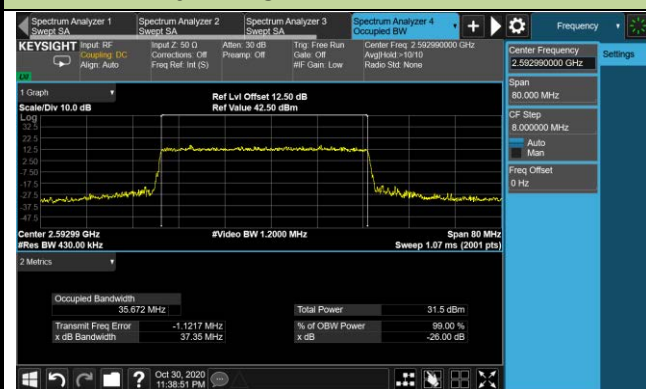 Spectrum Analyzer 1 Spectrum Analyzer 2 Spectrum Analyzer 3 Spectrum Analyzer 4 Frequency
Swept SA Swept SA Swept SA Occupied BW
KEYSIGHT Input: RF Input Z: 50 Ω Atten: 30 dB Trig: Free Run Center Freq: 2.592990000 GHz
Coupling: DC Corrections: Off Preamp: Off Gate: Off Avg|Hold:>10/10
Align: Auto Freq Ref: Int (S) #IF Gain: Low Radio Std: None
Center Frequency
2.592990000 GHz
Settings
Span
80.000 MHz
CF Step
8.000000 MHz
Auto
Man
Freq Offset
0 Hz
1 Graph
Ref Lvl Offset 12.50 dB
Scale/Div 10.0 dB Ref Value 42.50 dBm
Log
32.5
22.5
12.5
2.50
-7.50
-17.5
-27.5
-37.5
-47.5
Center 2.59299 GHz #Video BW 1.2000 MHz Span 80 MHz
#Res BW 430.00 kHz Sweep 1.07 ms (2001 pts)
2 Metrics
Occupied Bandwidth
35.672 MHz Total Power 31.5 dBm
Transmit Freq Error -1.1217 MHz % of OBW Power 99.00 %
x dB Bandwidth 37.35 MHz x dB -26.00 dB
? Oct 30, 2020
11:38:51 PM